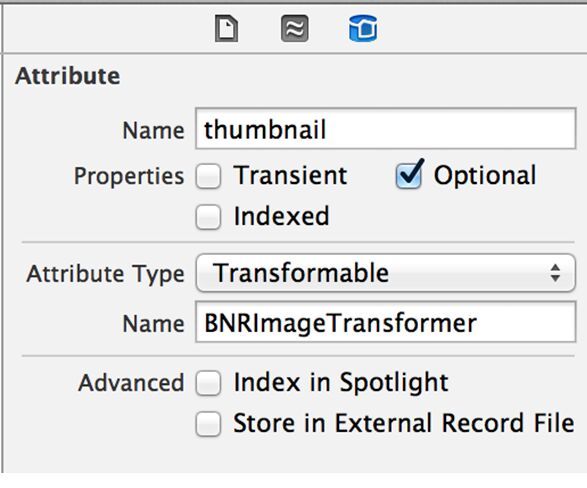 Attribute
Name thumbnail
Properties Transient Optional
Indexed
Attribute Type Transformable
Name BNRImageTransformer
Advanced Index in Spotlight
Store in External Record File